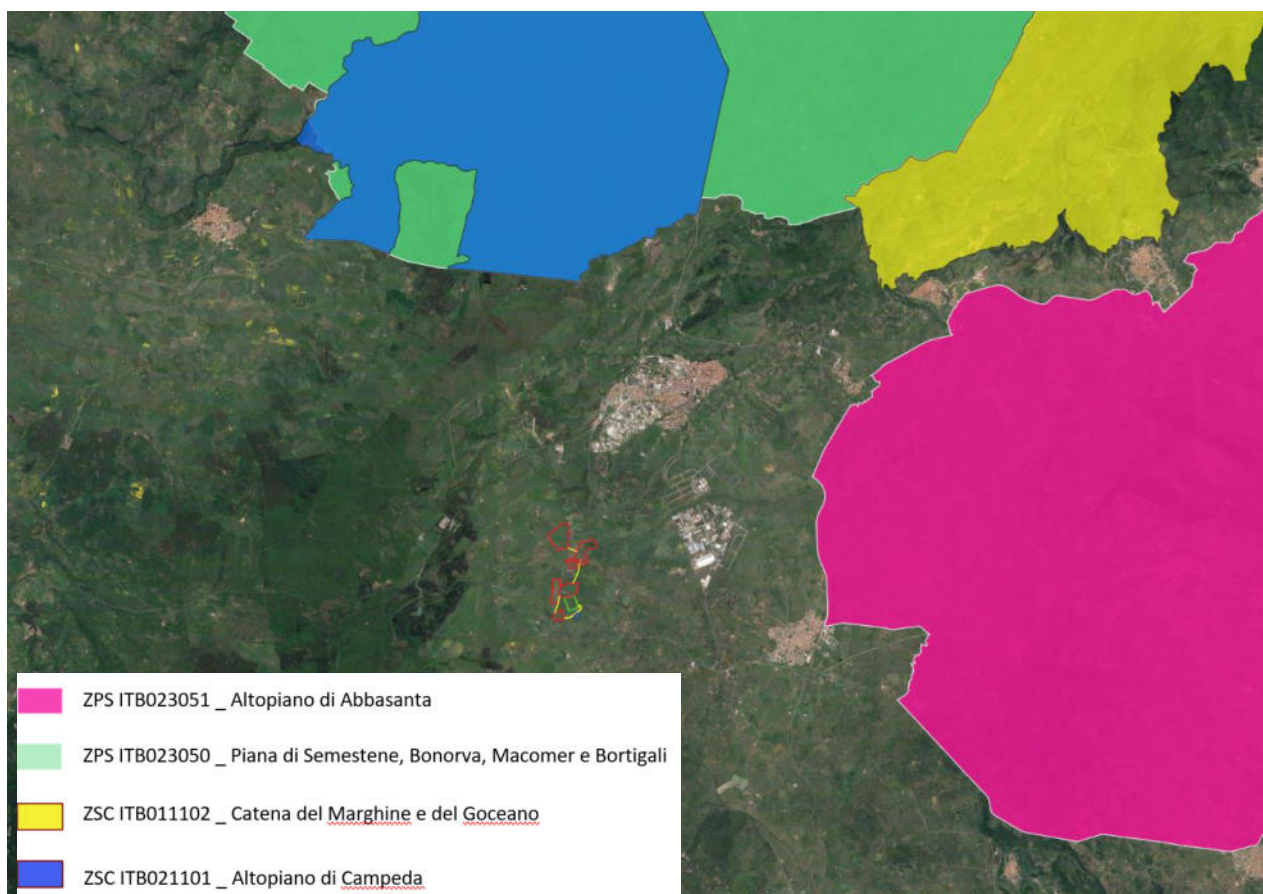 ZPS ITB023051 _ Altopiano di Abbasanta
ZPS ITB023050 _ Piana di Semestene, Bonorva, Macomer e Bortigali
ZSC ITB011102 _ Catena del Marghine e del Goceano
ZSC ITB021101 _ Altopiano di Campeda